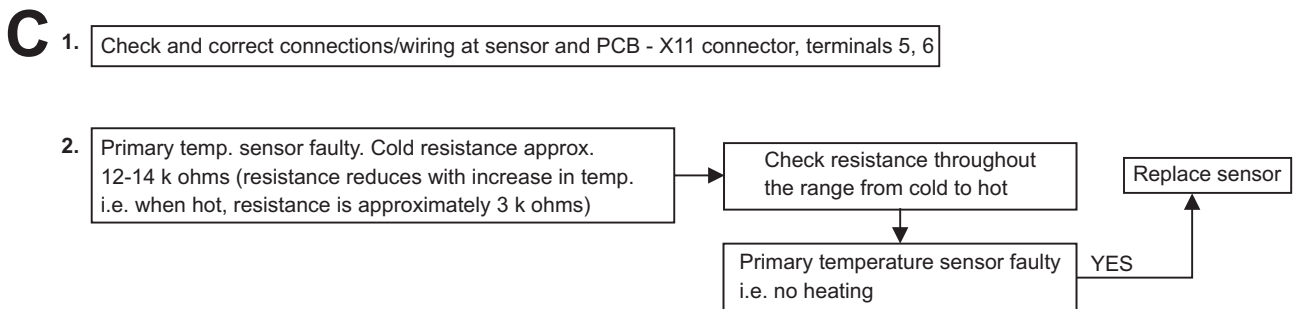 C
1. Check and correct connections/wiring at sensor and PCB - X11 connector, terminals 5, 6
2. Primary temp. sensor faulty. Cold resistance approx.
12-14 k ohms (resistance reduces with increase in temp.
i.e. when hot, resistance is approximately 3 k ohms)
Check resistance throughout
the range from cold to hot
Replace sensor
Primary temperature sensor faulty
i.e. no heating
YES